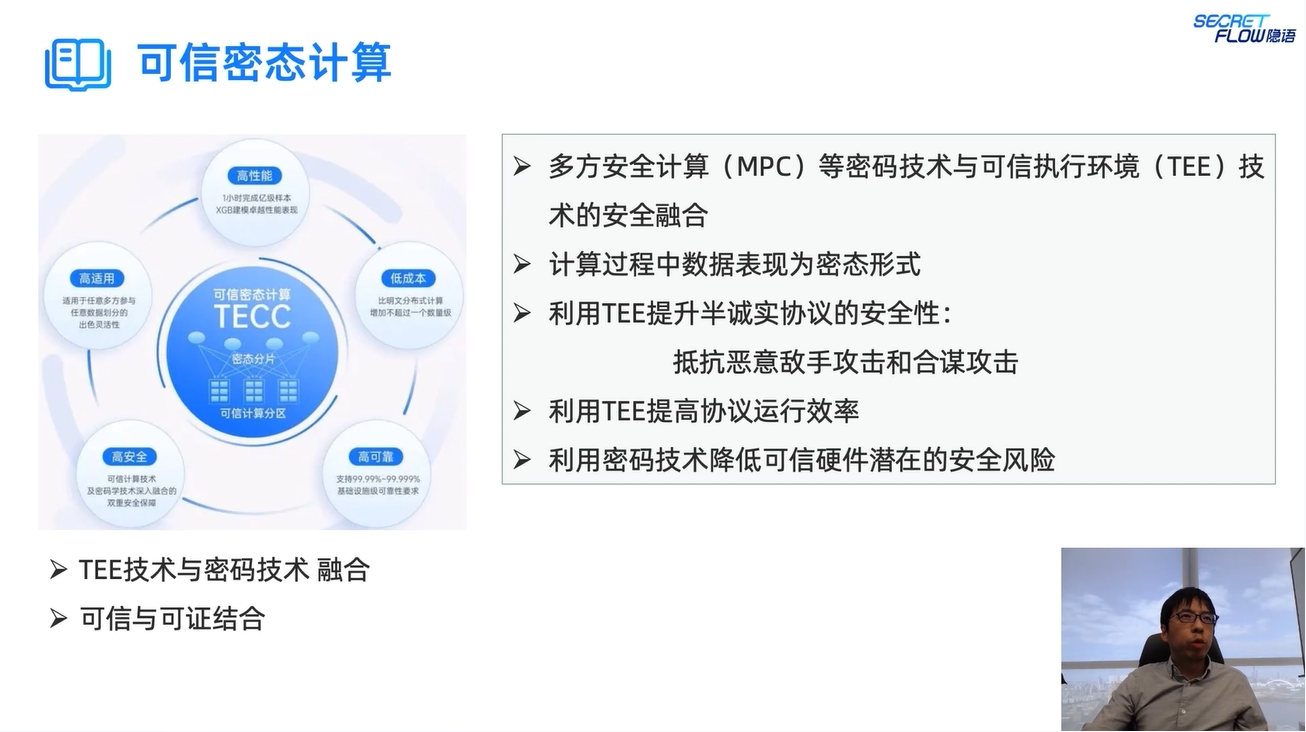 SECRET
FLOW隐语
可信密态计算
高性能
1小时完成亿级样本
XGB建模卓越性能表现
高适用
适用于任意多方参与
任意数据划分的
出色灵活性
低成本
比明文分布式计算
增加不超过一个数量级
可信密态计算
TECC
密态分片
可信计算分区
高安全
可信计算技术
及密码学技术深入融合的
双重安全保障
高可靠
支持99.99%-99.999%
基础设施级可靠性要求
➢ 多方安全计算（MPC）等密码技术与可信执行环境（TEE）技
术的安全融合
➢ 计算过程中数据表现为密态形式
➢ 利用TEE提升半诚实协议的安全性：
抵抗恶意敌手攻击和合谋攻击
➢ 利用TEE提高协议运行效率
➢ 利用密码技术降低可信硬件潜在的安全风险
➢ TEE技术与密码技术 融合
➢ 可信与可证结合